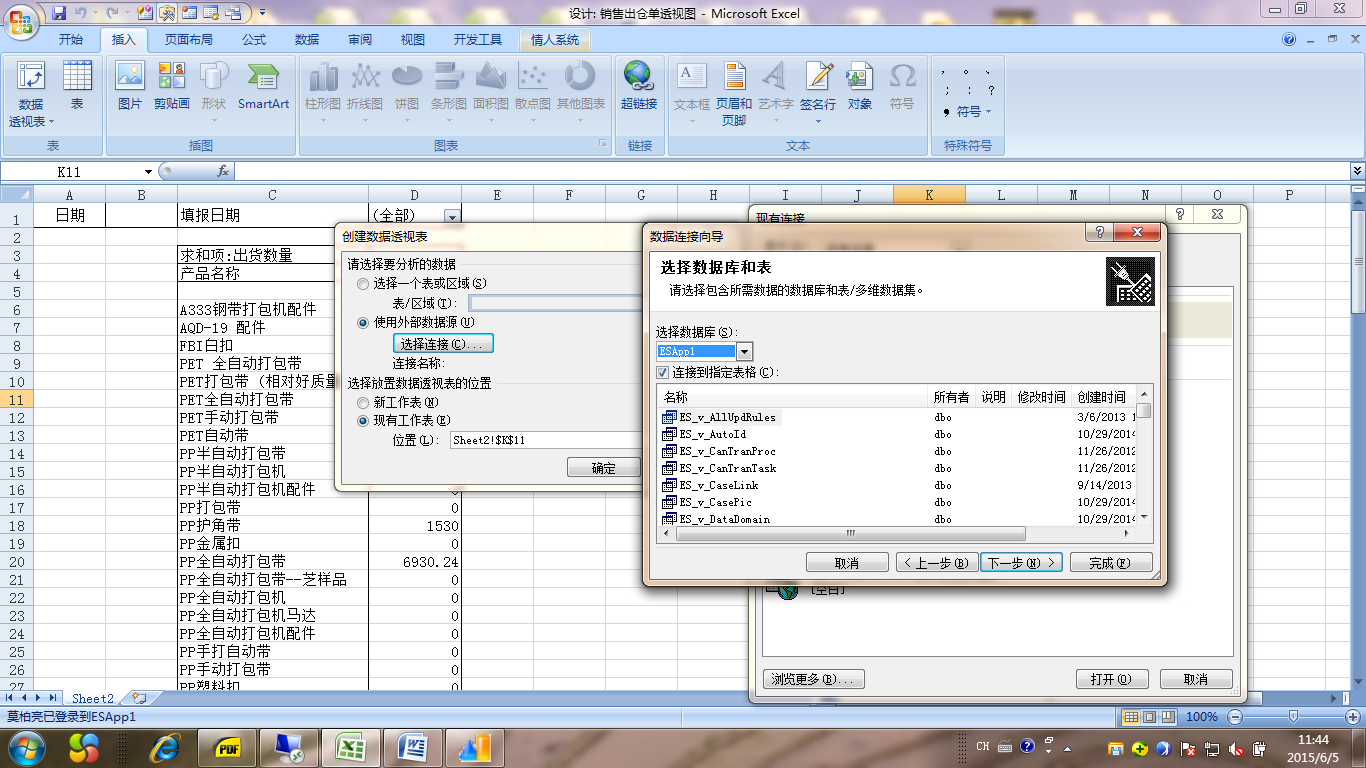 设计: 销售出仓单透视图 - Microsoft Excel
开始 插入 页面布局 公式 数据 审阅 视图 开发工具 情人系统
数据透视表 表 图片 剪贴画 形状 SmartArt 柱形图 折线图 饼图 条形图 面积图 散点图 其他图表 超链接 文本框 页眉和页脚 艺术字 签名行 对象 符号 符号
表 插图 图表 链接 文本 特殊符号
K11 fx
A B C D E F G H I J K L M N O P
1 日期 填报日期 (全部)
2
3 求和项:出货数量
4 产品名称
5
6 A333钢带打包机配件
7 AQD-19 配件
8 FBI白扣
9 PET 全自动打包带
10 PET打包带（相对好质量
11 PET全自动打包带
12 PET手动打包带
13 PET自动带
14 PP半自动打包带
15 PP半自动打包机
16 PP半自动打包机配件 0
17 PP打包带 0
18 PP护角带 1530
19 PP金属扣 0
20 PP全自动打包带 6930.24
21 PP全自动打包带--芝样品 0
22 PP全自动打包机 0
23 PP全自动打包机马达 0
24 PP全自动打包机配件 0
25 PP手打自动带 0
26 PP手动打包带 0
27 PP塑料扣 0
创建数据透视表
请选择要分析的数据
选择一个表或区域(S)
表/区域(T):
使用外部数据源(U)
选择连接(C)...
连接名称:
选择放置数据透视表的位置
新工作表(N)
现有工作表(E)
位置(L): Sheet2!$K$11
确定
现有连接
数据连接向导
选择数据库和表
请选择包含所需数据的数据库和表/多维数据集。
选择数据库(S):
ESApp1
连接到指定表格(C):
名称 所有者 说明 修改时间 创建时间
ES_v_AllUpdRules dbo 3/6/2013 1
ES_v_AutoId dbo 10/29/2014
ES_v_CanTranProc dbo 11/26/2012
ES_v_CanTranTask dbo 11/26/2012
ES_v_CaseLink dbo 9/14/2013
ES_v_CasePic dbo 10/29/2014
ES_v_DataDomain dbo 10/29/2014
取消 < 上一步(B) 下一步(N) > 完成(F)
[空白]
浏览更多(B)... 打开(O) 取消
Sheet2
莫柏亮已登录到ESApp1 100%
PDF CH 11:44
2015/6/5